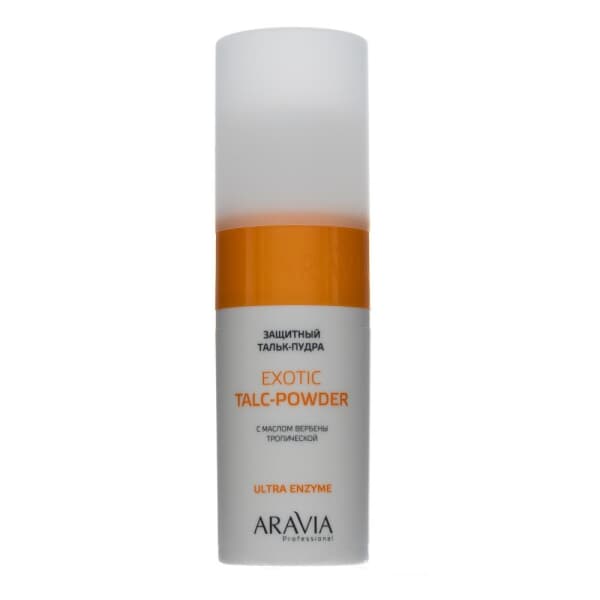 ЗАЩИТНЫЙ
ТАЛЬК-ПУДРА
EXOTIC
TALC-POWDER
С МАСЛОМ ВЕРБЕНЫ
ТРОПИЧЕСКОЙ
ULTRA ENZYME
ARAVIA
Professional